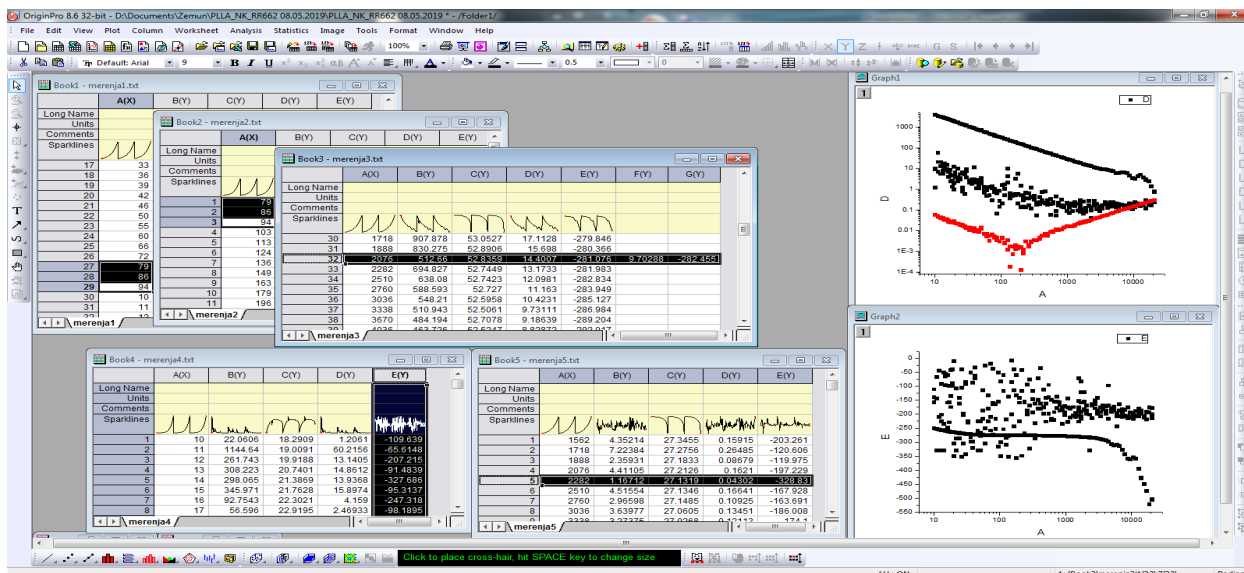 OriginPro 8.6 32-bit - D:\Documents\Zemun\PLLA_NK_RR662 08.05.2019\PLLA_NK_RR662 08.05.2019 * - /Folder1/
File Edit View Plot Column Worksheet Analysis Statistics Image Tools Format Window Help
100%
Default: Arial 9 B I U 0.5 0
Book1 - merenja1.txt
A(X) B(Y) C(Y) D(Y) E(Y)
Long Name
Units
Comments
Sparklines
17 33
18 36
19 39
20 42
21 46
22 50
23 55
24 60
25 66
26 72
27 79
28 86
29 94
30 10
31 11
merenja1
Book2 - merenja2.txt
A(X) B(Y) C(Y) D(Y) E(Y)
Long Name
Units
Comments
Sparklines
1 79
2 86
3 94
4 103
5 113
6 124
7 136
8 149
9 163
10 179
11 196
merenja2
Book3 - merenja3.txt
A(X) B(Y) C(Y) D(Y) E(Y) F(Y) G(Y)
Long Name
Units
Comments
Sparklines
30 1718 907.878 53.0527 17.1128 -279.846
31 1888 830.275 52.8906 15.698 -280.366
32 2076 512.66 52.8359 14.4007 -281.076 9.70288 -282.455
33 2282 694.827 52.7449 13.1733 -281.983
34 2510 638.08 52.7423 12.0981 -282.834
35 2760 588.593 52.727 11.163 -283.949
36 3036 548.21 52.5958 10.4231 -285.127
37 3338 510.943 52.5061 9.73111 -286.984
38 3670 484.194 52.7078 9.18639 -289.204
merenja3
Book4 - merenja4.txt
A(X) B(Y) C(Y) D(Y) E(Y)
Long Name
Units
Comments
Sparklines
1 10 22.0606 18.2909 1.2061 -109.639
2 11 1144.64 19.0091 60.2156 -65.6148
3 12 261.743 19.9188 13.1405 -207.215
4 13 308.223 20.7401 14.8612 -91.4839
5 14 298.065 21.3869 13.9368 -327.686
6 15 345.971 21.7628 15.8974 -95.3137
7 16 92.7543 22.3021 4.159 -247.318
8 17 56.596 22.9195 2.46933 -98.1895
merenja4
Book5 - merenja5.txt
A(X) B(Y) C(Y) D(Y) E(Y)
Long Name
Units
Comments
Sparklines
1 1562 4.35214 27.3455 0.15915 -203.261
2 1718 7.22384 27.2756 0.26485 -120.606
3 1888 2.35931 27.1833 0.08679 -119.975
4 2076 4.41105 27.2126 0.1621 -197.229
5 2282 1.16712 27.1319 0.04302 -328.83
6 2510 4.51554 27.1346 0.16641 -167.928
7 2760 2.96598 27.1485 0.10925 -163.691
8 3036 3.63977 27.0605 0.13451 -186.008
merenja5
Graph1
1
D
1000
100
10
1
0.1
0.01
1E-3
1E-4
D
10 100 1000 10000
A
Graph2
1
E
0
-50
-100
-150
-200
-250
-300
-350
-400
-450
-500
-550
E
10 100 1000 10000
A
Click to place cross-hair, hit SPACE key to change size